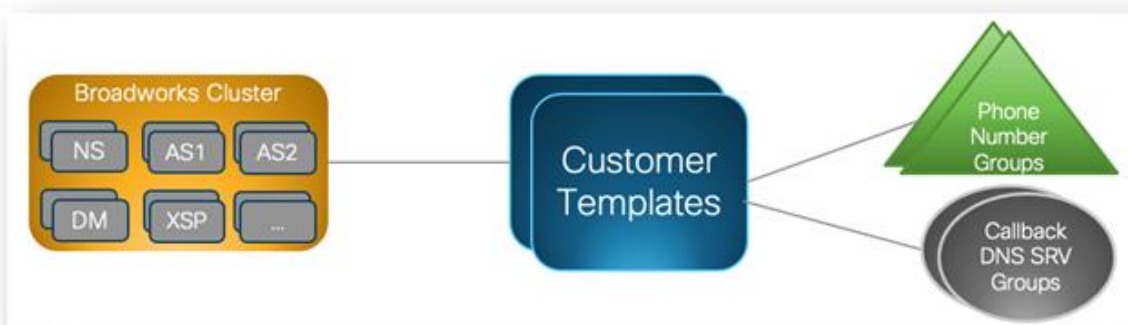 Broadworks Cluster
NS
AS1
AS2
DM
XSP
...
Customer
Templates
Phone
Number
Groups
Callback
DNS SRV
Groups